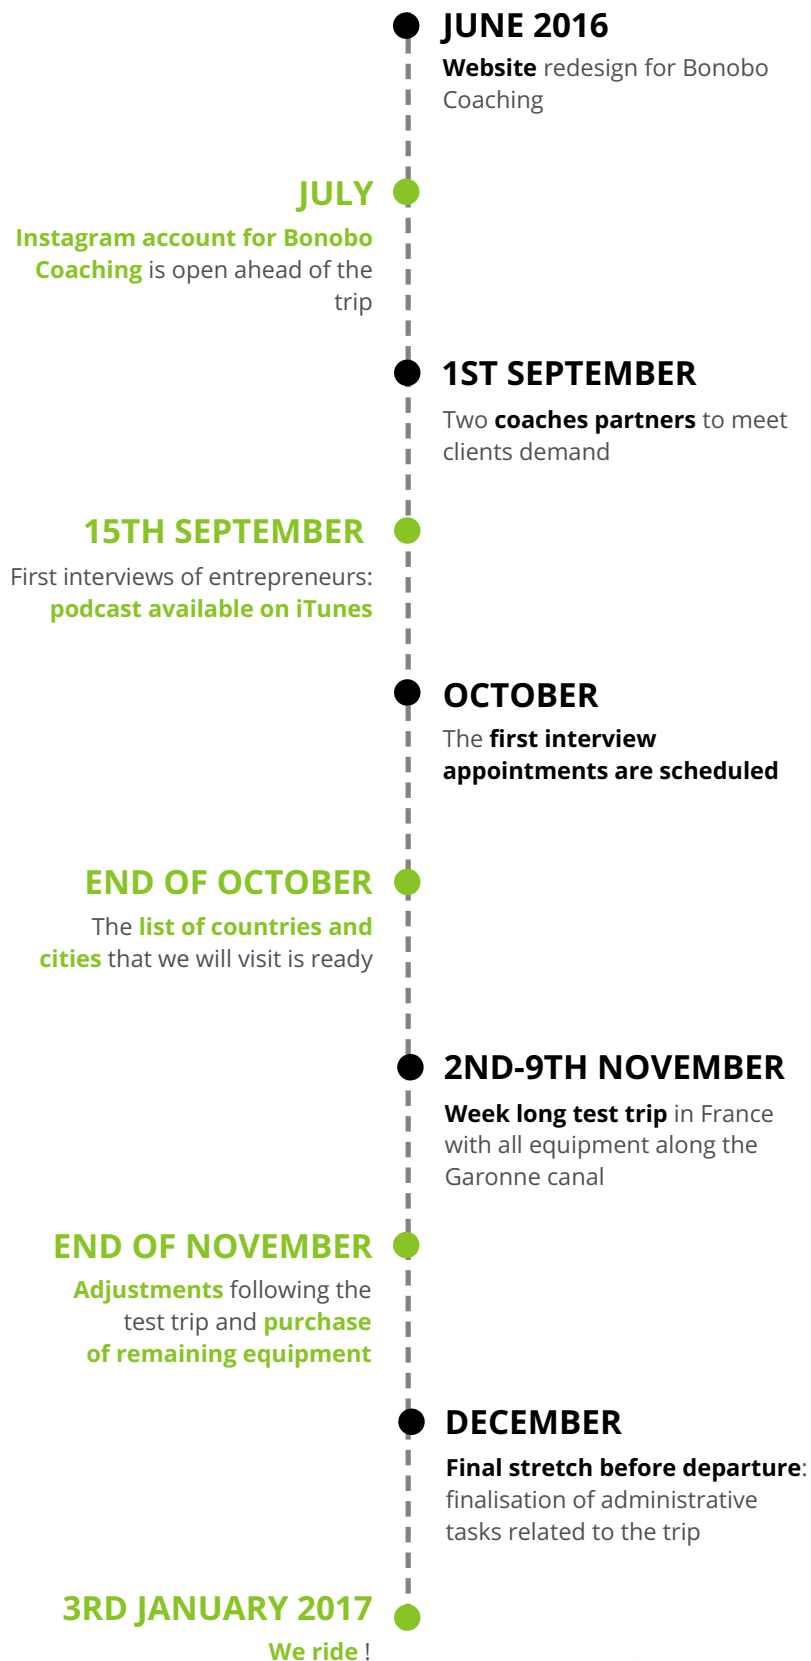 JUNE 2016
Website redesign for Bonobo
Coaching
JULY
Instagram account for Bonobo
Coaching is open ahead of the
trip
1ST SEPTEMBER
Two coaches partners to meet
clients demand
15TH SEPTEMBER
First interviews of entrepreneurs:
podcast available on iTunes
OCTOBER
The first interview
appointments are scheduled
END OF OCTOBER
The list of countries and
cities that we will visit is ready
2ND-9TH NOVEMBER
Week long test trip in France
with all equipment along the
Garonne canal
END OF NOVEMBER
Adjustments following the
test trip and purchase
of remaining equipment
DECEMBER
Final stretch before departure:
finalisation of administrative
tasks related to the trip
3RD JANUARY 2017
We ride !